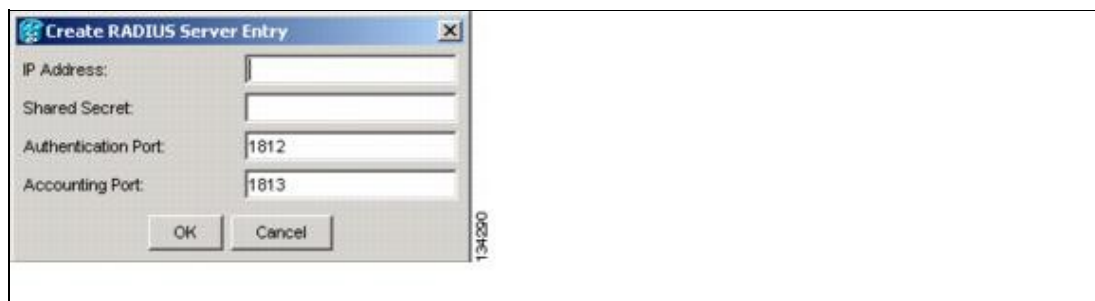 Create RADIUS Server Entry
IP Address:
Shared Secret:
Authentication Port: 1812
Accounting Port: 1813
OK Cancel
134290